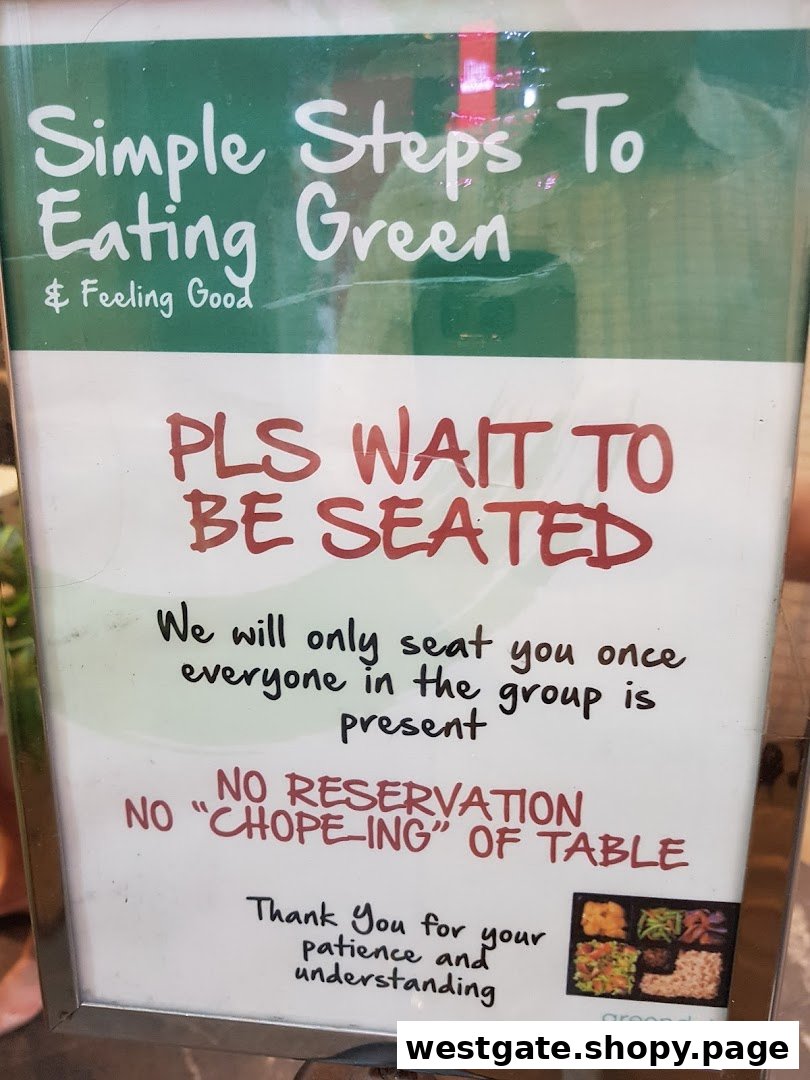 Simple Steps To
Eating Green
& Feeling Good
PLS WAIT TO
BE SEATED
We will only seat you once
everyone in the group is
present
NO RESERVATION
NO “CHOPE-ING” OF TABLE
Thank You for your
patience and
understanding
westgate.shopy.page